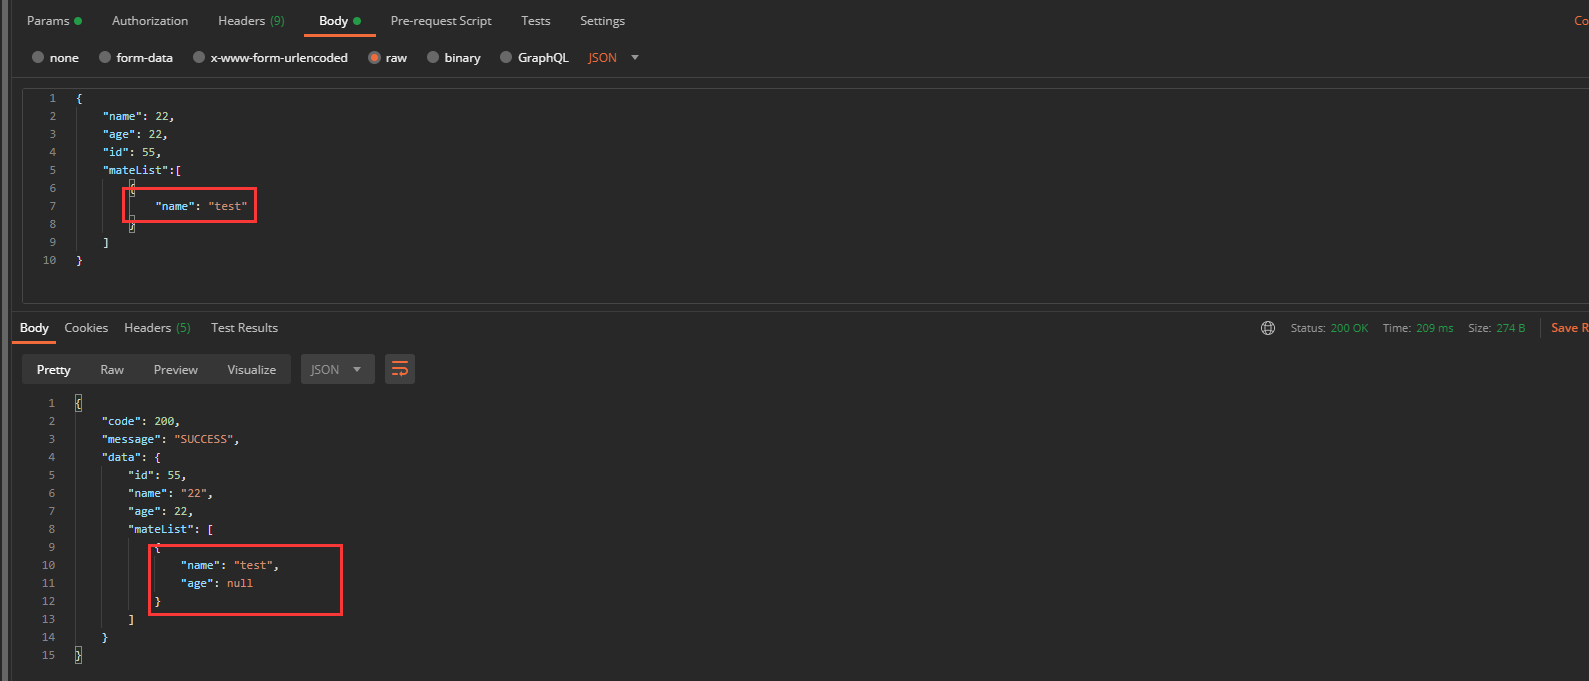 Params Authorization Headers (9) Body Pre-request Script Tests Settings Co
none form-data x-www-form-urlencoded raw binary GraphQL JSON
1 {
2 "name": 22,
3 "age": 22,
4 "id": 55,
5 "mateList":[
6 {
7 "name": "test"
8 }
9 ]
10 }
Body Cookies Headers (5) Test Results Status: 200 OK Time: 209 ms Size: 274 B Save R
Pretty Raw Preview Visualize JSON
1 {
2 "code": 200,
3 "message": "SUCCESS",
4 "data": {
5 "id": 55,
6 "name": "22",
7 "age": 22,
8 "mateList": [
9 {
10 "name": "test",
11 "age": null
12 }
13 ]
14 }
15 }